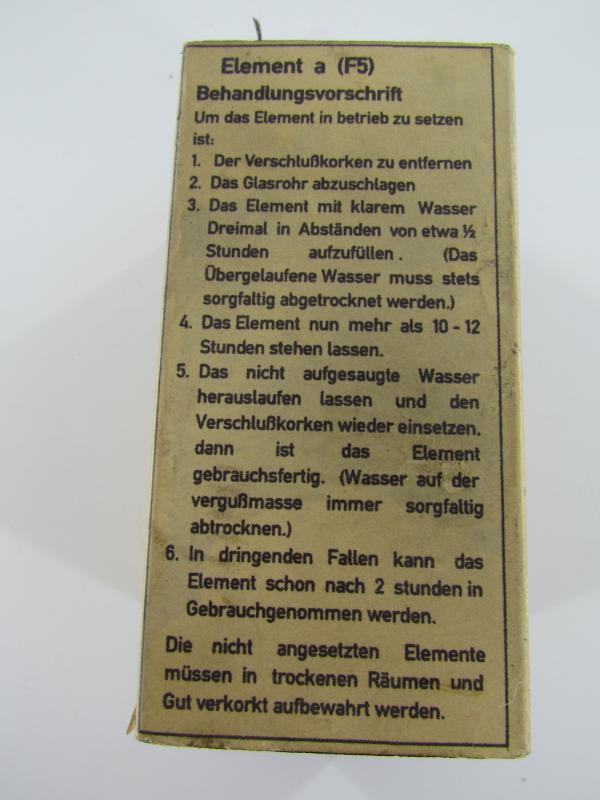 Element a (F5)
Behandlungsvorschrift
Um das Element in betrieb zu setzen
ist:
1. Der Verschlußkorken zu entfernen
2. Das Glasrohr abzuschlagen
3. Das Element mit klarem Wasser
Dreimal in Abständen von etwa ½
Stunden aufzufüllen. (Das
Übergelaufene Wasser muss stets
sorgfaltig abgetrocknet werden.)
4. Das Element nun mehr als 10 - 12
Stunden stehen lassen.
5. Das nicht aufgesaugte Wasser
herauslaufen lassen und den
Verschlußkorken wieder einsetzen.
dann ist das Element
gebrauchsfertig. (Wasser auf der
vergußmasse immer sorgfaltig
abtrocknen.)
6. In dringenden Fallen kann das
Element schon nach 2 stunden in
Gebrauchgenommen werden.
Die nicht angesetzten Elemente
müssen in trockenen Räumen und
Gut verkorkt aufbewahrt werden.